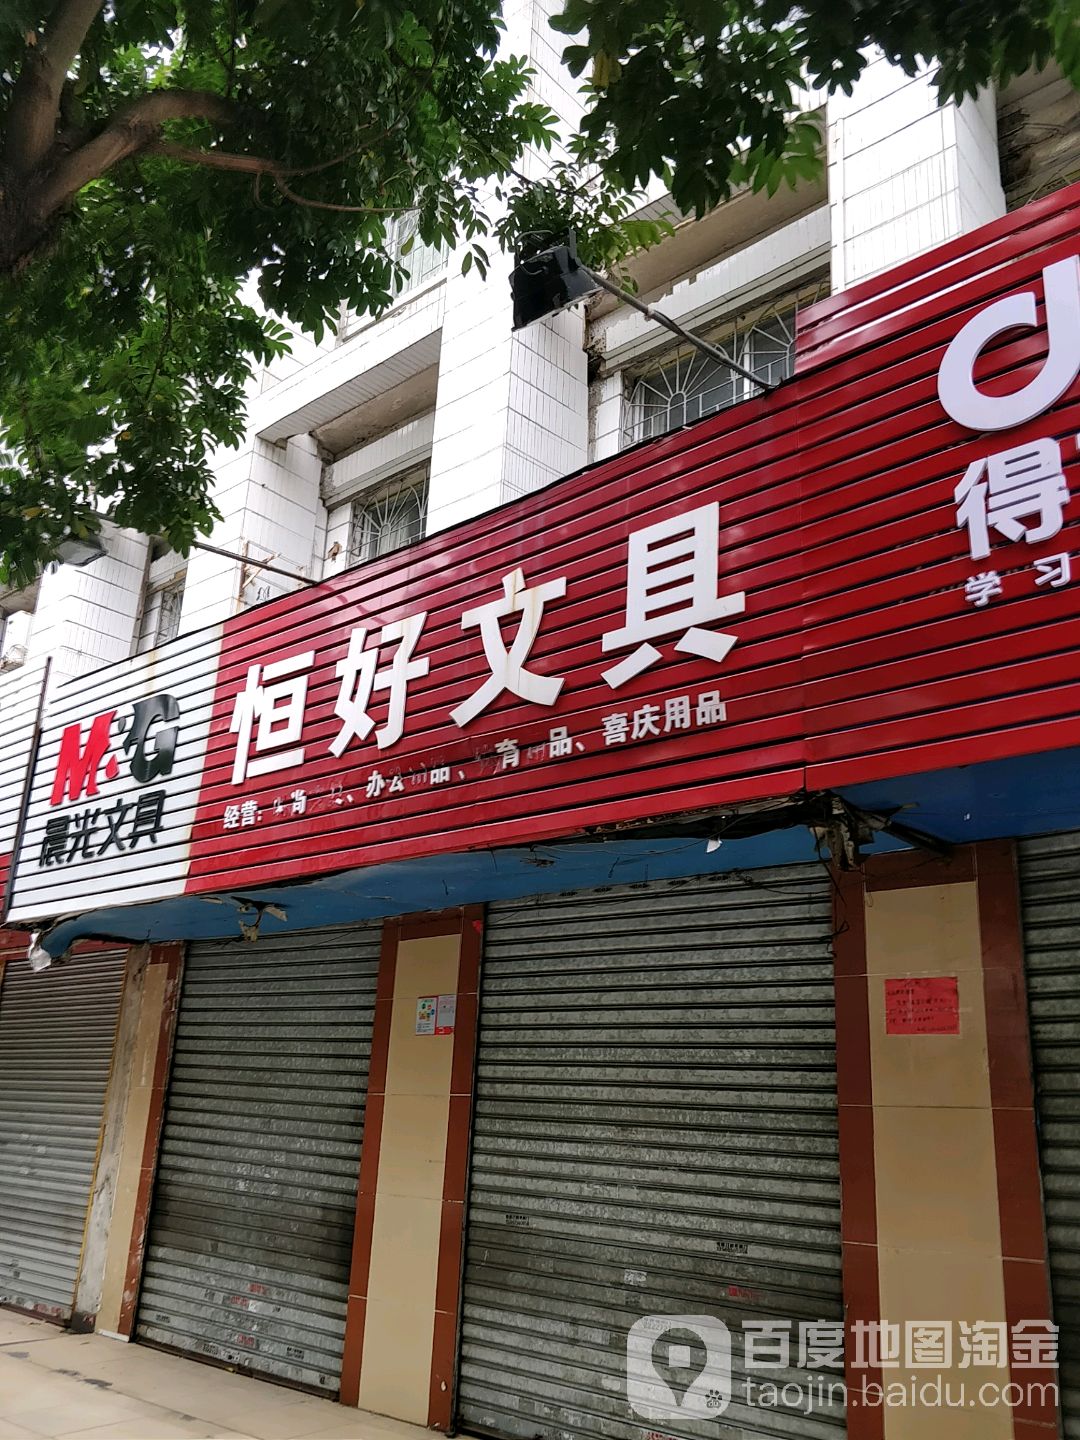 M&G
晨光文具
恒好文具
经营: 尚 、办公 品、 育用品、喜庆用品
d
得
学习
百度地图淘金
taojin.baidu.com